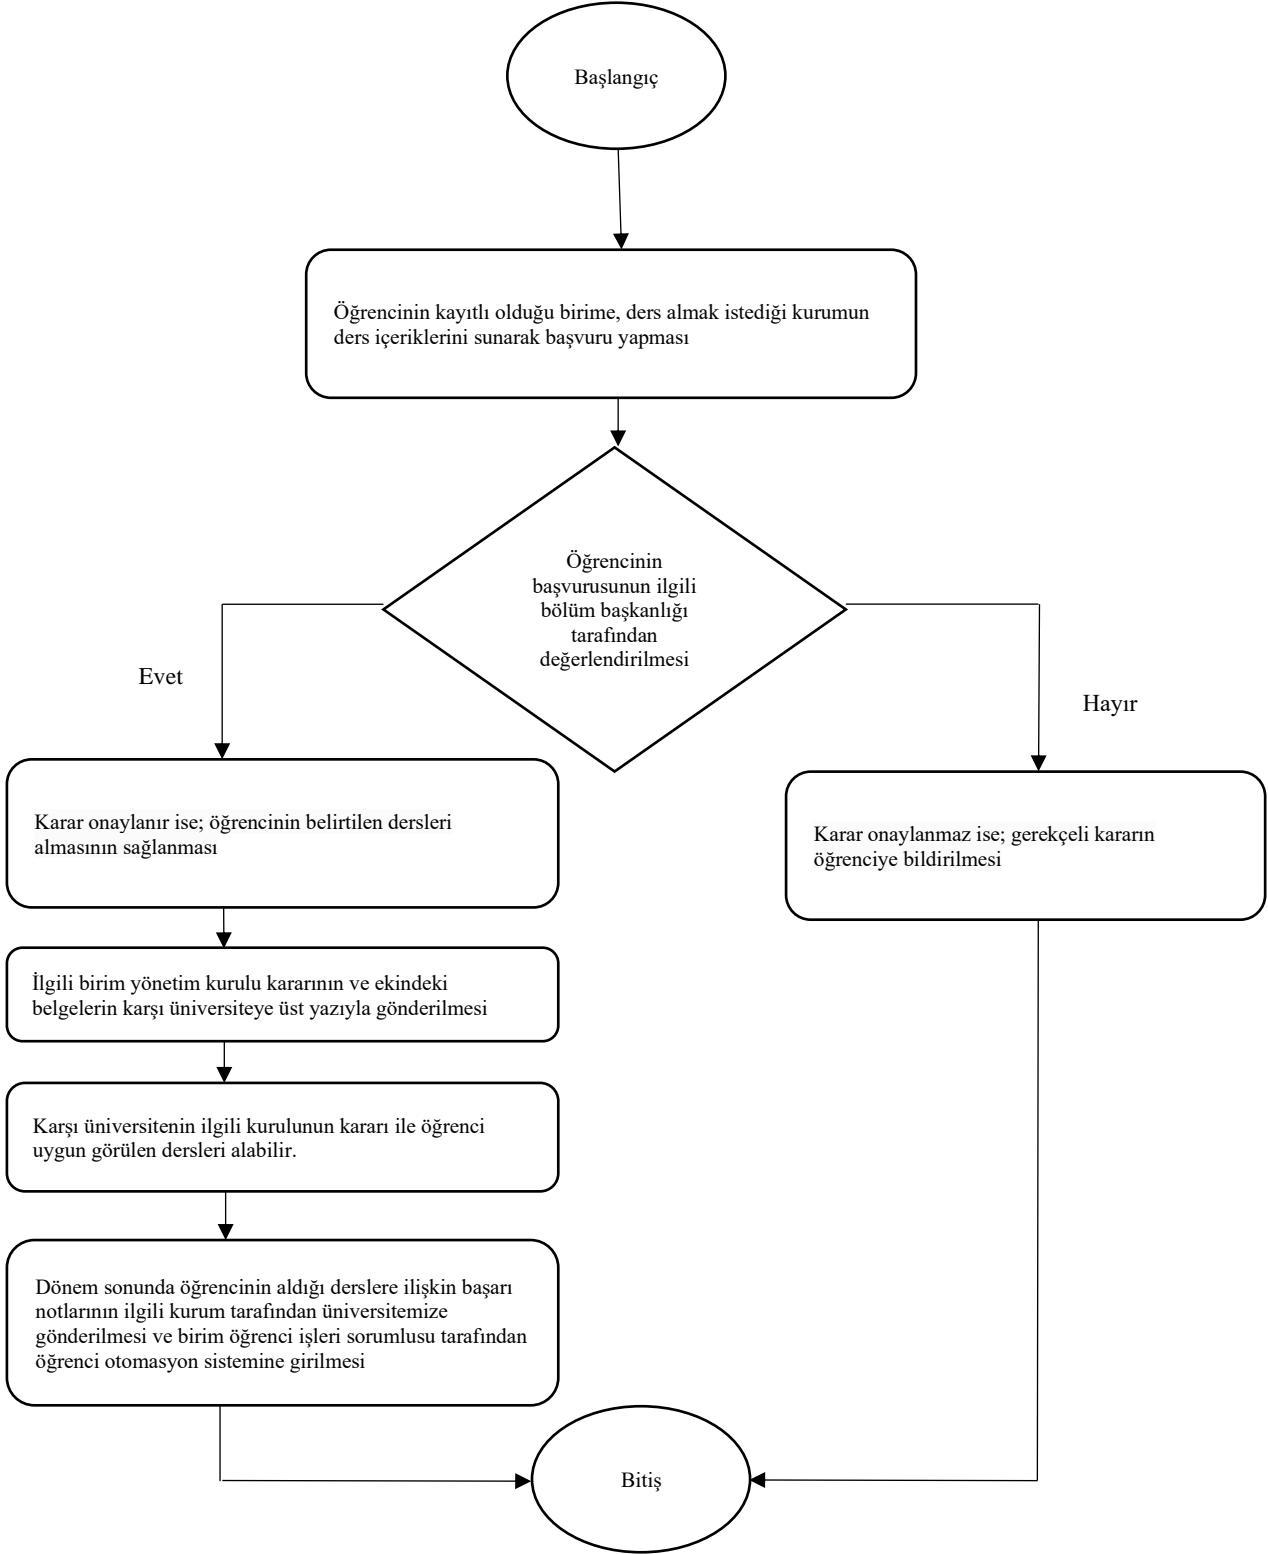 Başlangıç
Öğrencinin kayıtlı olduğu birime, ders almak istediği kurumun
ders içeriklerini sunarak başvuru yapması
Öğrencinin
başvurusunun ilgili
bölüm başkanlığı
tarafından
değerlendirilmesi
Evet
Hayır
Karar onaylanır ise; öğrencinin belirtilen dersleri
almasının sağlanması
Karar onaylanmaz ise; gerekçeli kararın
öğrenciye bildirilmesi
İlgili birim yönetim kurulu kararının ve ekindeki
belgelerin karşı üniversiteye üst yazıyla gönderilmesi
Karşı üniversitenin ilgili kurulunun kararı ile öğrenci
uygun görülen dersleri alabilir.
Dönem sonunda öğrencinin aldığı derslere ilişkin başarı
notlarının ilgili kurum tarafından üniversitemize
gönderilmesi ve birim öğrenci işleri sorumlusu tarafından
öğrenci otomasyon sistemine girilmesi
Bitiş